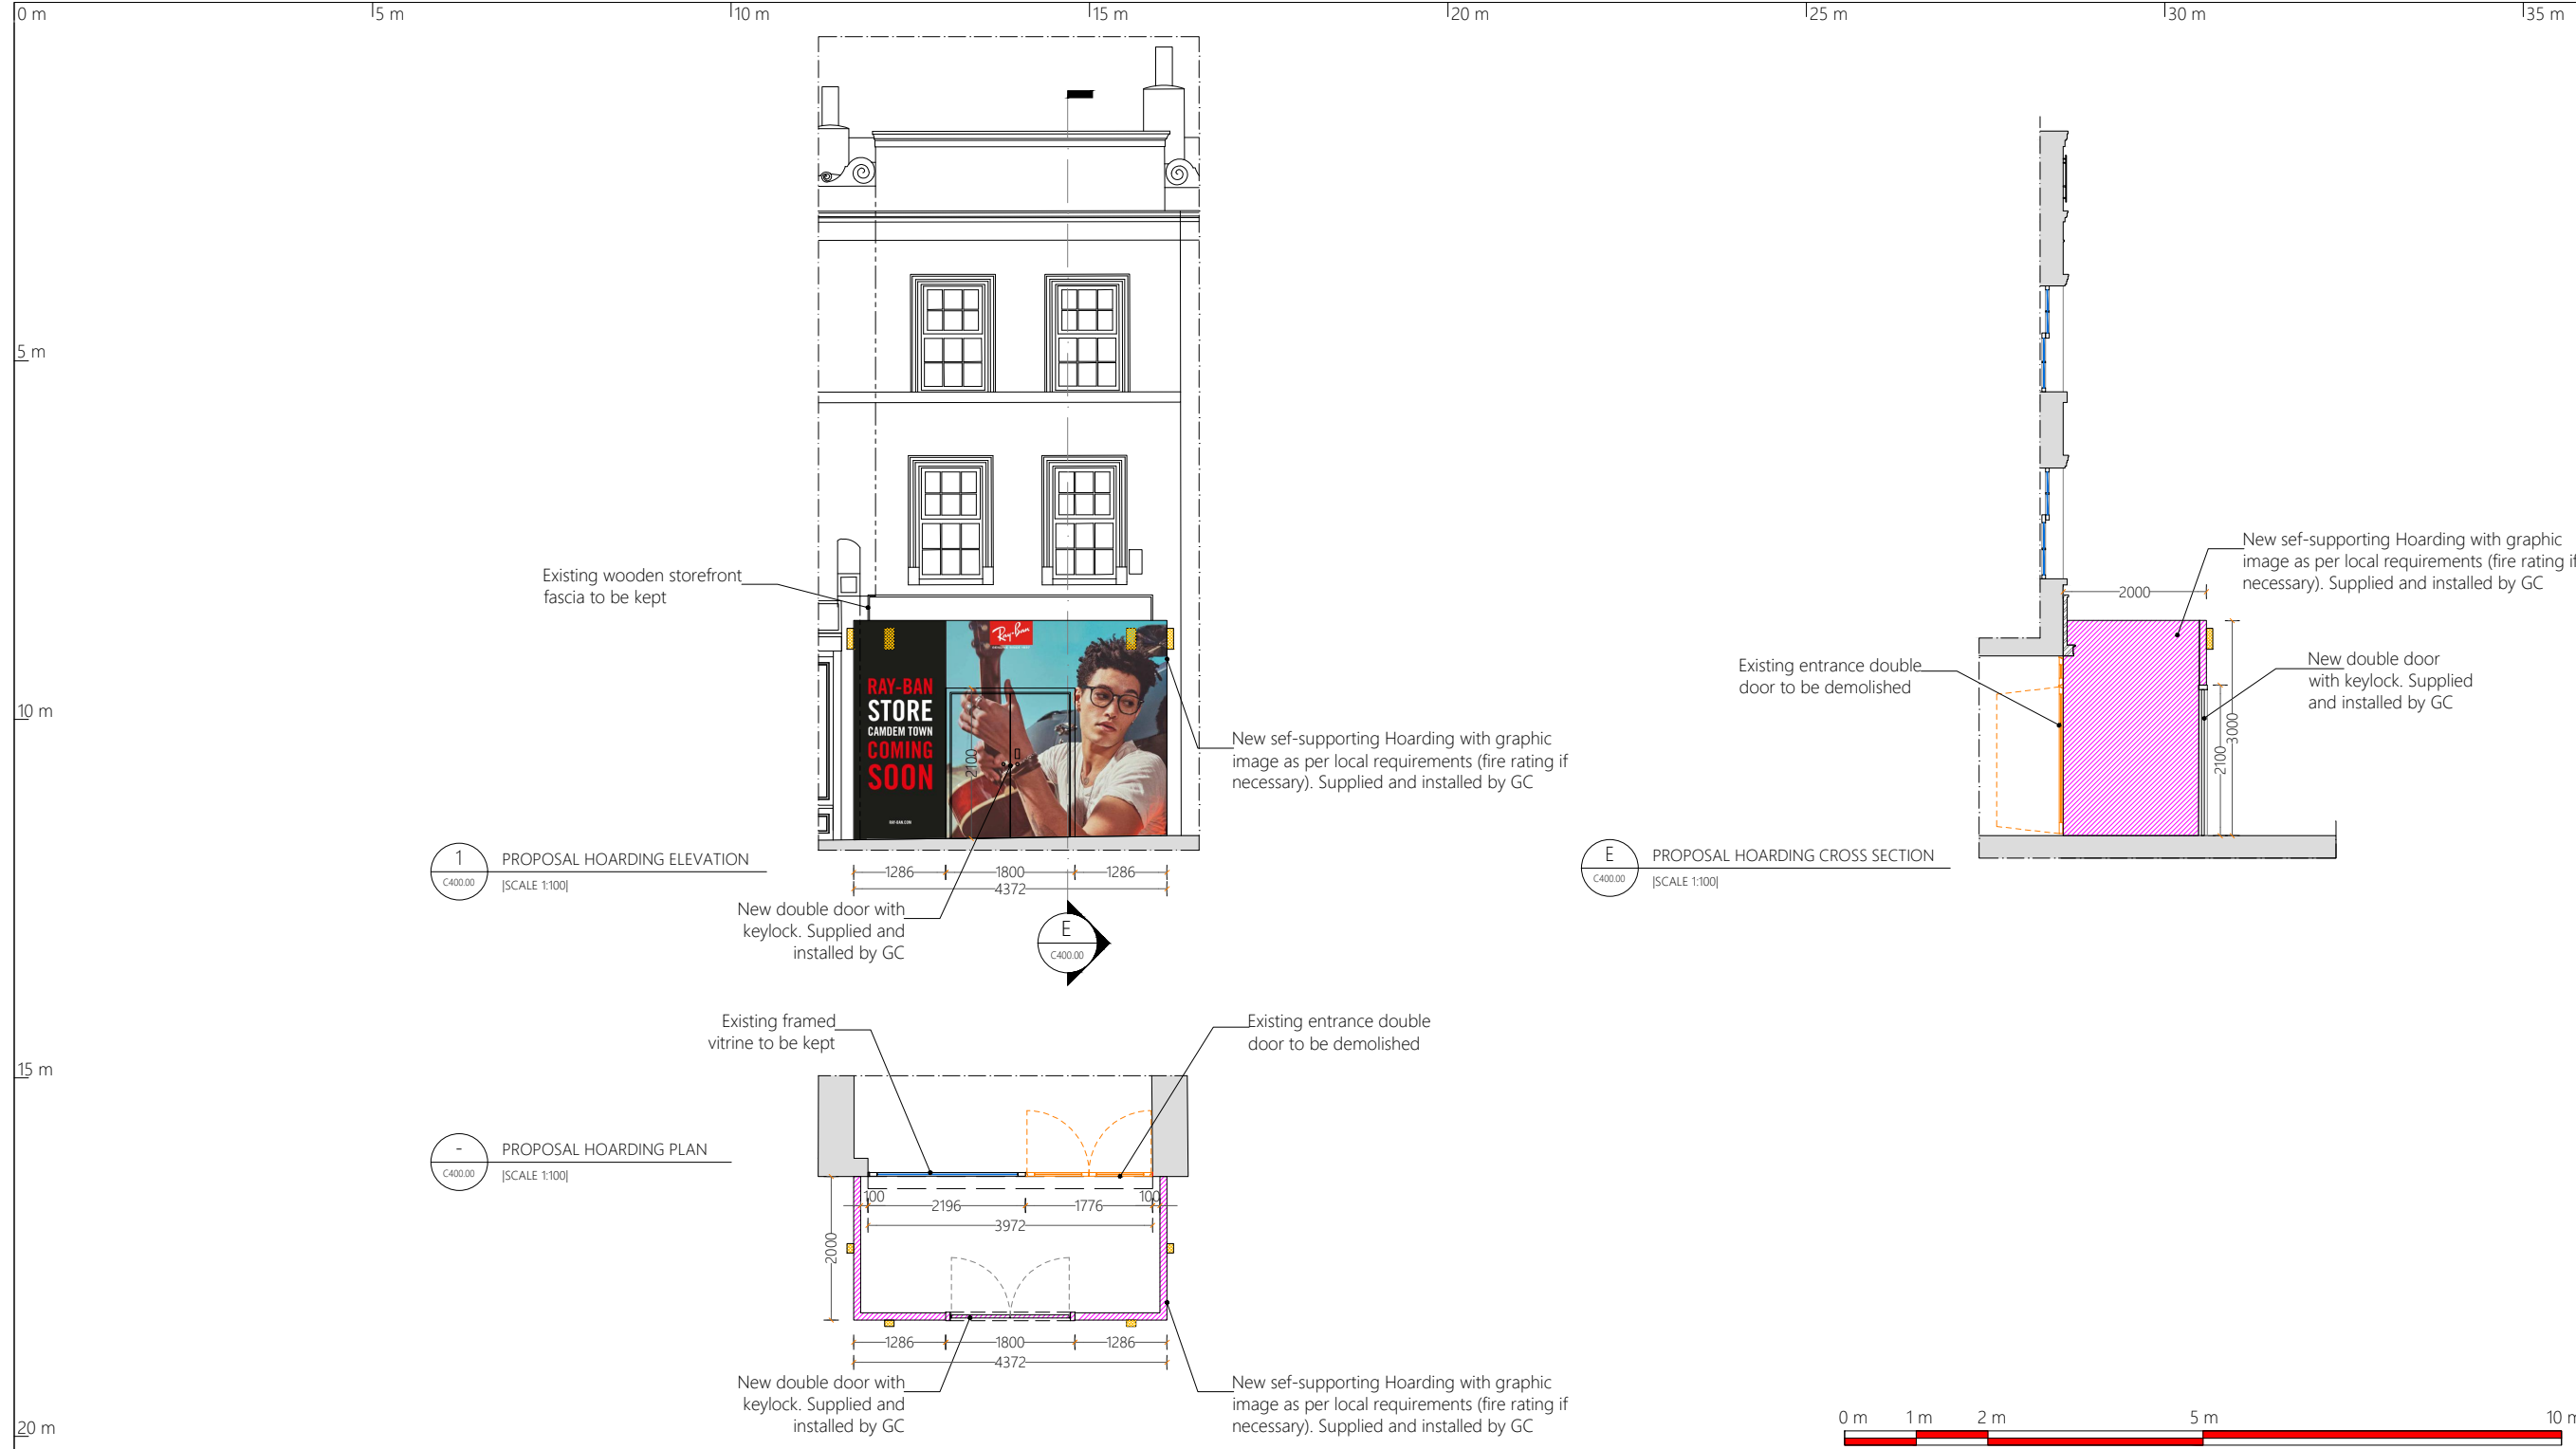 0 m
5 m
10 m
15 m
20 m
25 m
30 m
35 m
5 m
10 m
15 m
20 m
Existing wooden storefront
fascia to be kept
Ray-Ban
RAY-BAN
STORE
CAMDEM TOWN
COMING
SOON
RAY-BAN.COM
2100
New sef-supporting Hoarding with graphic
image as per local requirements (fire rating if
necessary). Supplied and installed by GC
1
C400.00
PROPOSAL HOARDING ELEVATION
|SCALE 1:100|
1286
1800
1286
4372
New double door with
keylock. Supplied and
installed by GC
E
C400.00
New sef-supporting Hoarding with graphic
image as per local requirements (fire rating if
necessary). Supplied and installed by GC
2000
Existing entrance double
door to be demolished
New double door
with keylock. Supplied
and installed by GC
3000
2100
E
C400.00
PROPOSAL HOARDING CROSS SECTION
|SCALE 1:100|
Existing framed
vitrine to be kept
Existing entrance double
door to be demolished
-
C400.00
PROPOSAL HOARDING PLAN
|SCALE 1:100|
100
100
2196
1776
3972
2000
1286
1800
1286
4372
New double door with
keylock. Supplied and
installed by GC
New sef-supporting Hoarding with graphic
image as per local requirements (fire rating if
necessary). Supplied and installed by GC
0 m
1 m
2 m
5 m
10 m